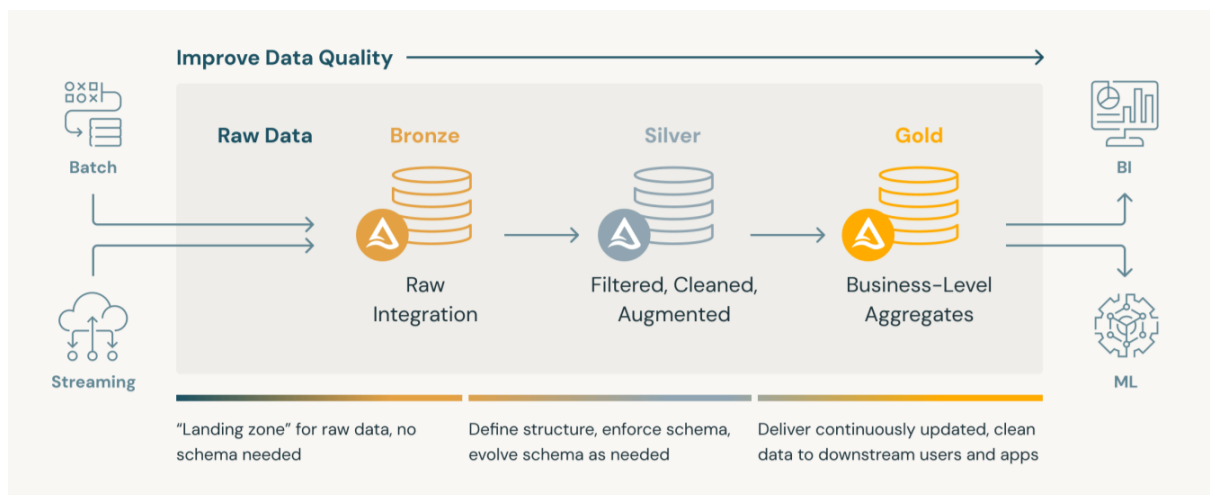 Improve Data Quality
Batch
Streaming
Raw Data
Bronze
Raw
Integration
Silver
Filtered, Cleaned,
Augmented
Gold
Business-Level
Aggregates
BI
ML
“Landing zone” for raw data, no
schema needed
Define structure, enforce schema,
evolve schema as needed
Deliver continuously updated, clean
data to downstream users and apps